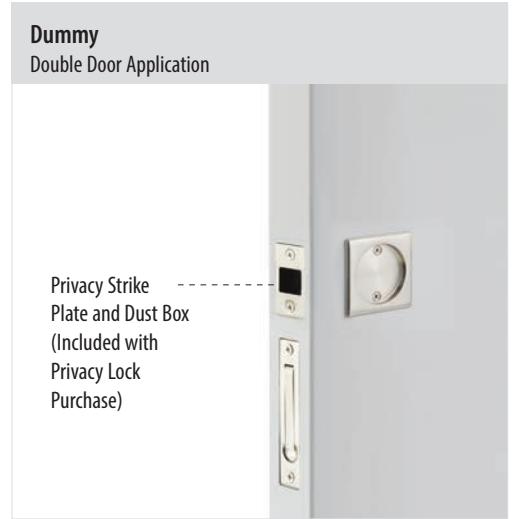 Dummy
Double Door Application
Privacy Strike
Plate and Dust Box
(Included with
Privacy Lock
Purchase)